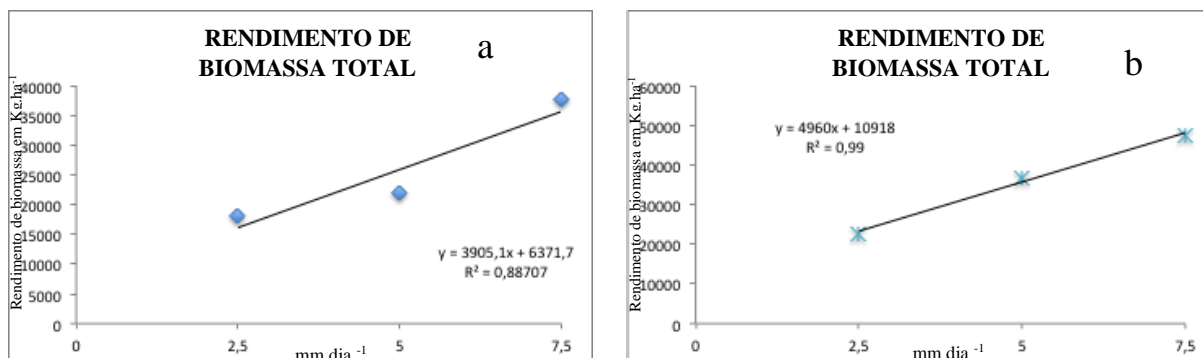 RENDIMENTO DE
BIOMASSA TOTAL
a
Rendimento de biomassa em Kg.ha-1
40000
35000
30000
25000
20000
15000
10000
5000
0
y = 3905,1x + 6371,7
R² = 0,88707
0
2,5
5
7,5
mm dia -1
RENDIMENTO DE
BIOMASSA TOTAL
b
Rendimento de biomassa em Kg.ha-1
60000
50000
40000
30000
20000
10000
0
y = 4960x + 10918
R² = 0,99
0
2,5
5
7,5
mm dia -1